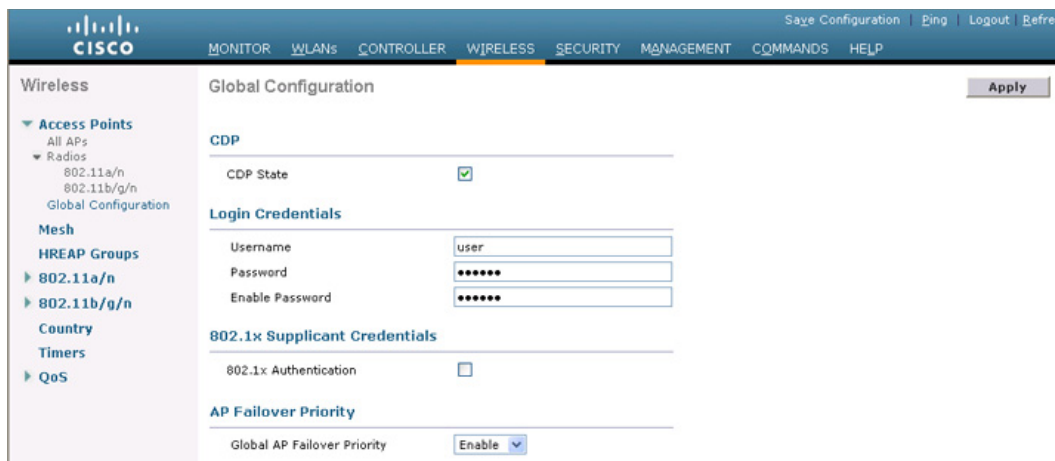 Save Configuration | Ping | Logout | Refre
CISCO
MONITOR WLANs CONTROLLER WIRELESS SECURITY MANAGEMENT COMMANDS HELP
Wireless
Access Points
All APs
Radios
802.11a/n
802.11b/g/n
Global Configuration
Mesh
HREAP Groups
802.11a/n
802.11b/g/n
Country
Timers
QoS
Global Configuration
Apply
CDP
CDP State
Login Credentials
Username user
Password ••••••
Enable Password ••••••
802.1x Supplicant Credentials
802.1x Authentication
AP Failover Priority
Global AP Failover Priority Enable